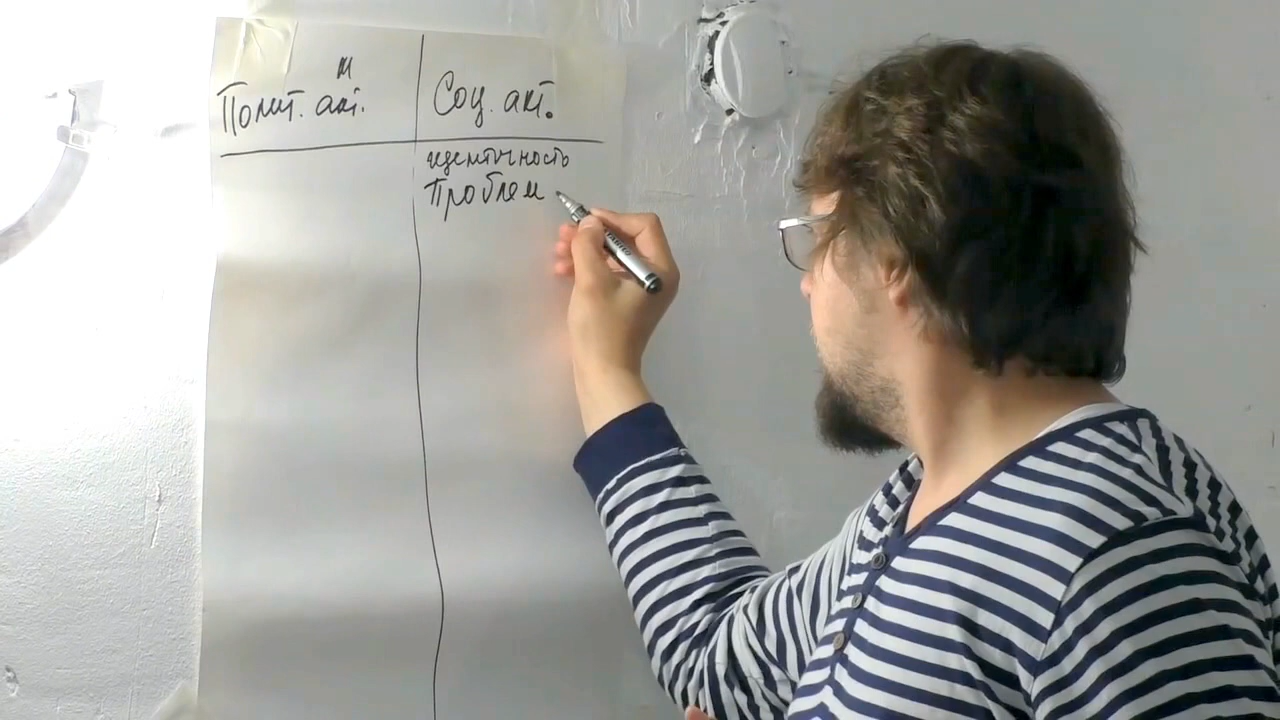 Полит. акт.
и
Соц. акт.
идентичность
Проблем